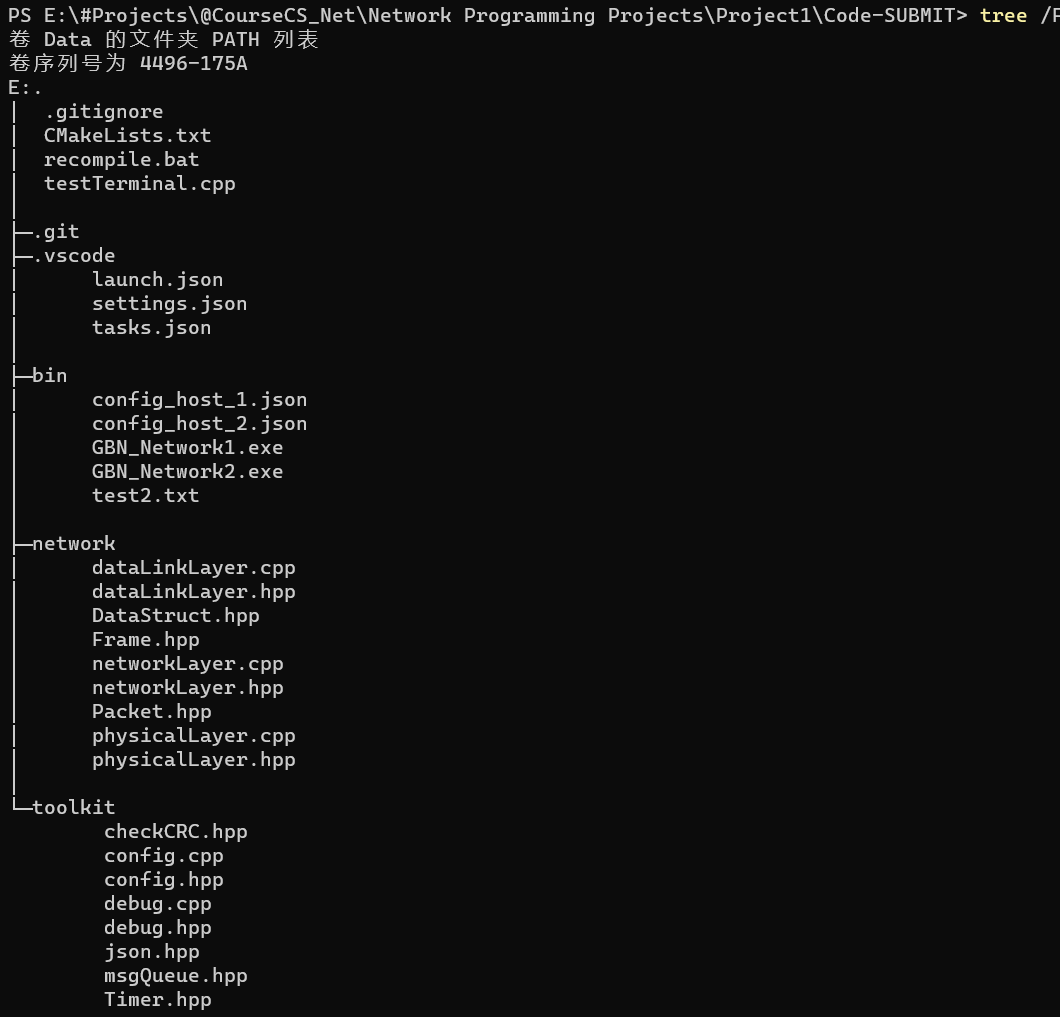 PS E:\#Projects\@CourseCS_Net\Network Programming Projects\Project1\Code-SUBMIT> tree /F
卷 Data 的文件夹 PATH 列表
卷序列号为 4496-175A
E:.
│  .gitignore
│  CMakeLists.txt
│  recompile.bat
│  testTerminal.cpp
│
├─.git
├─.vscode
│      launch.json
│      settings.json
│      tasks.json
│
├─bin
│      config_host_1.json
│      config_host_2.json
│      GBN_Network1.exe
│      GBN_Network2.exe
│      test2.txt
│
├─network
│      dataLinkLayer.cpp
│      dataLinkLayer.hpp
│      DataStruct.hpp
│      Frame.hpp
│      networkLayer.cpp
│      networkLayer.hpp
│      Packet.hpp
│      physicalLayer.cpp
│      physicalLayer.hpp
│
└─toolkit
        checkCRC.hpp
        config.cpp
        config.hpp
        debug.cpp
        debug.hpp
        json.hpp
        msgQueue.hpp
        Timer.hpp